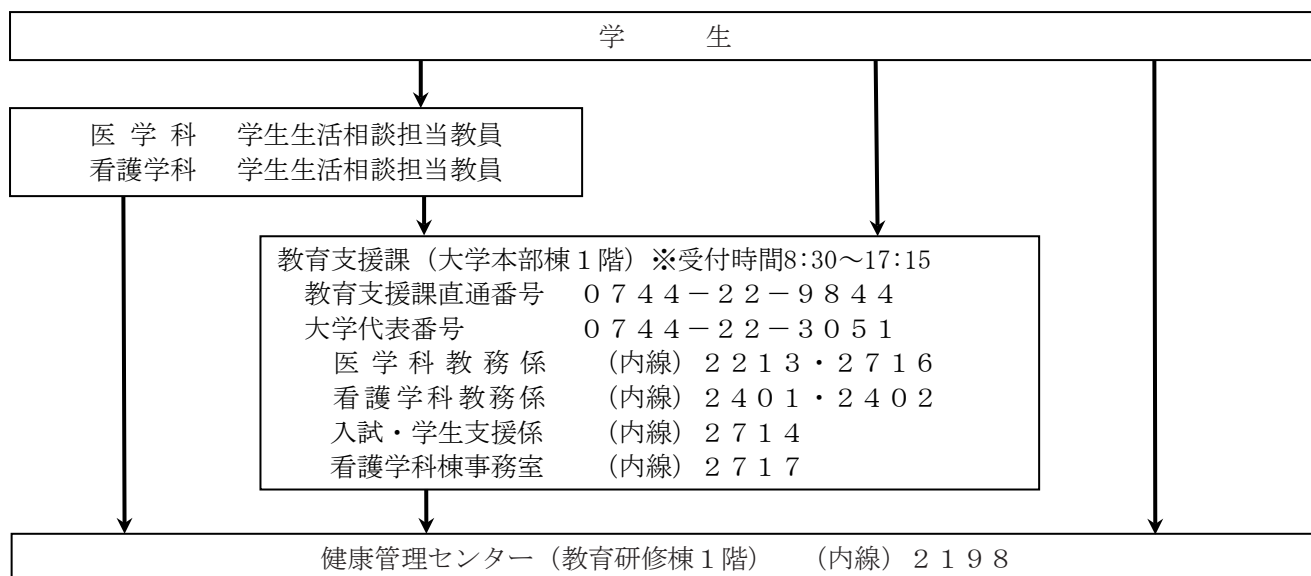 学　　生
医 学 科　学生生活相談担当教員
看護学科　学生生活相談担当教員
教育支援課（大学本部棟１階）※受付時間8:30～17:15
教育支援課直通番号　０７４４－２２－９８４４
大学代表番号　０７４４－２２－３０５１
医 学 科 教 務 係　（内線）２２１３・２７１６
看護学科教務係　（内線）２４０１・２４０２
入試・学生支援係　（内線）２７１４
看護学科棟事務室　（内線）２７１７
健康管理センター（教育研修棟１階）　（内線）２１９８